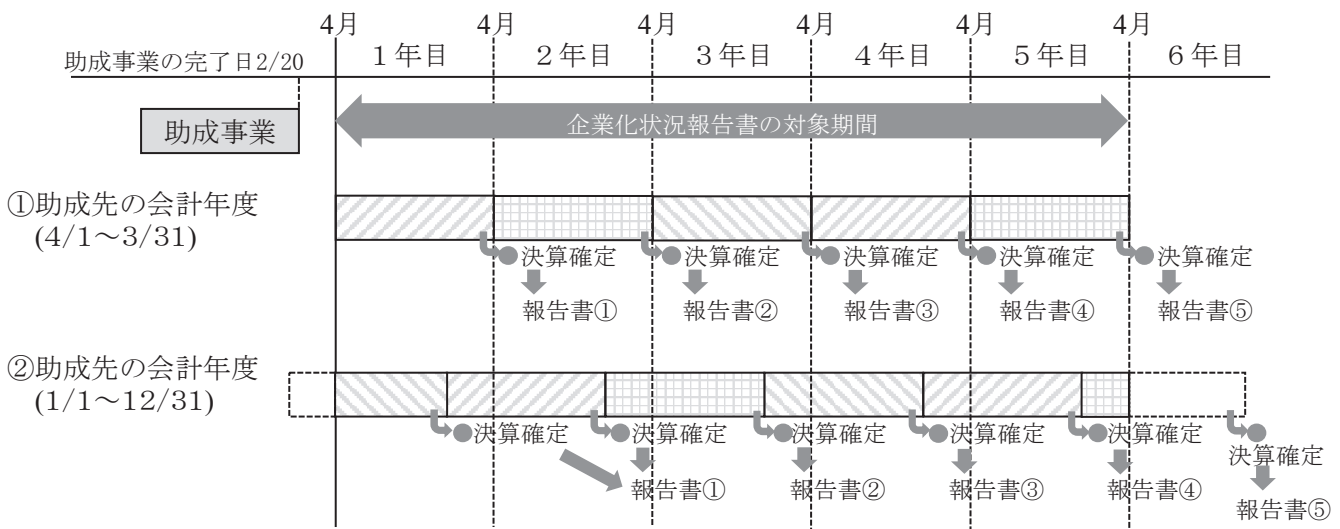 4月 4月 4月 4月 4月 4月
助成事業の完了日2/20 1年目 2年目 3年目 4年目 5年目 6年目
助成事業 企業化状況報告書の対象期間
①助成先の会計年度
(4/1～3/31)
決算確定 決算確定 決算確定 決算確定 決算確定
報告書① 報告書② 報告書③ 報告書④ 報告書⑤
②助成先の会計年度
(1/1～12/31)
決算確定 決算確定 決算確定 決算確定 決算確定
決算確定
報告書① 報告書② 報告書③ 報告書④
報告書⑤